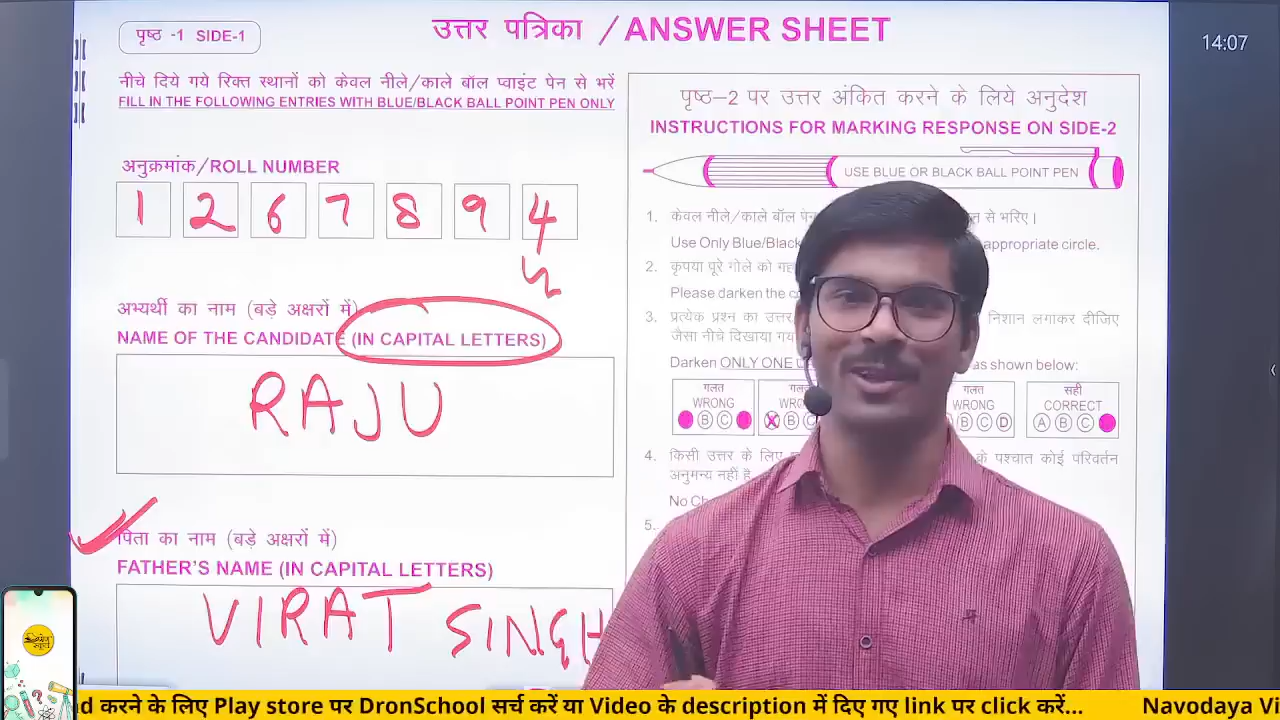 पृष्ठ -1 SIDE-1
उत्तर पत्रिका / ANSWER SHEET
14:07
नीचे दिये गये रिक्त स्थानों को केवल नीले/काले बॉल प्वाइंट पेन से भरें
FILL IN THE FOLLOWING ENTRIES WITH BLUE/BLACK BALL POINT PEN ONLY
अनुक्रमांक/ROLL NUMBER
1 2 6 7 8 9 4
अभ्यर्थी का नाम (बड़े अक्षरों में)
NAME OF THE CANDIDATE (IN CAPITAL LETTERS)
RAJU
पिता का नाम (बड़े अक्षरों में)
FATHER'S NAME (IN CAPITAL LETTERS)
VIRAT SINGH
पृष्ठ-2 पर उत्तर अंकित करने के लिये अनुदेश
INSTRUCTIONS FOR MARKING RESPONSE ON SIDE-2
USE BLUE OR BLACK BALL POINT PEN
1. केवल नीले/काले बॉल पेन से भरिए।
Use Only Blue/Black appropriate circle.
2. कृपया पूरे गोले को
Please darken the
3. प्रत्येक प्रश्न का उत्तर निशान लगाकर दीजिए
जैसा नीचे दिखाया
Darken ONLY ONE as shown below:
गलत गलत सही
WRONG WRONG CORRECT
B C X B B C D A B C
4. किसी उत्तर के लिए के पश्चात कोई परिवर्तन
अनुमन्य नहीं है
No
5.
करने के लिए Play store पर DronSchool सर्च करें या Video के description में दिए गए link पर click करें... Navodaya